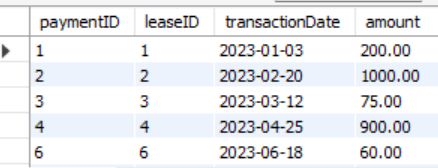 paymentID leaseID transactionDate amount
1 1 2023-01-03 200.00
2 2 2023-02-20 1000.00
3 3 2023-03-12 75.00
4 4 2023-04-25 900.00
6 6 2023-06-18 60.00